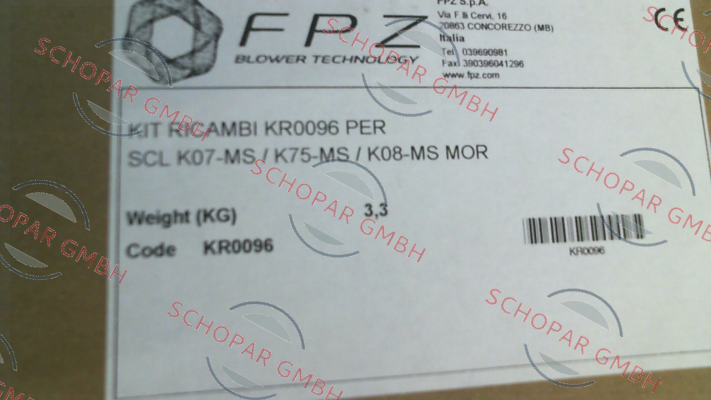 FPZ S.p.A.
Via F.lli Cervi, 16
20863 CONCOREZZO (MB)
Italia
Tel. 039690981
Fax 390396041296
www.fpz.com
CE
FPZ
BLOWER TECHNOLOGY
KIT RICAMBI KR0096 PER
SCL K07-MS / K75-MS / K08-MS MOR
Weight (KG) 3,3
Code KR0096
KR0096
SCHOPAR GMBH
SCHOPAR GMBH
SCHOPAR GMBH
SCHOPAR GMBH
SCHOPAR GMBH
SCHOPAR GMBH
SCHOPAR GMBH